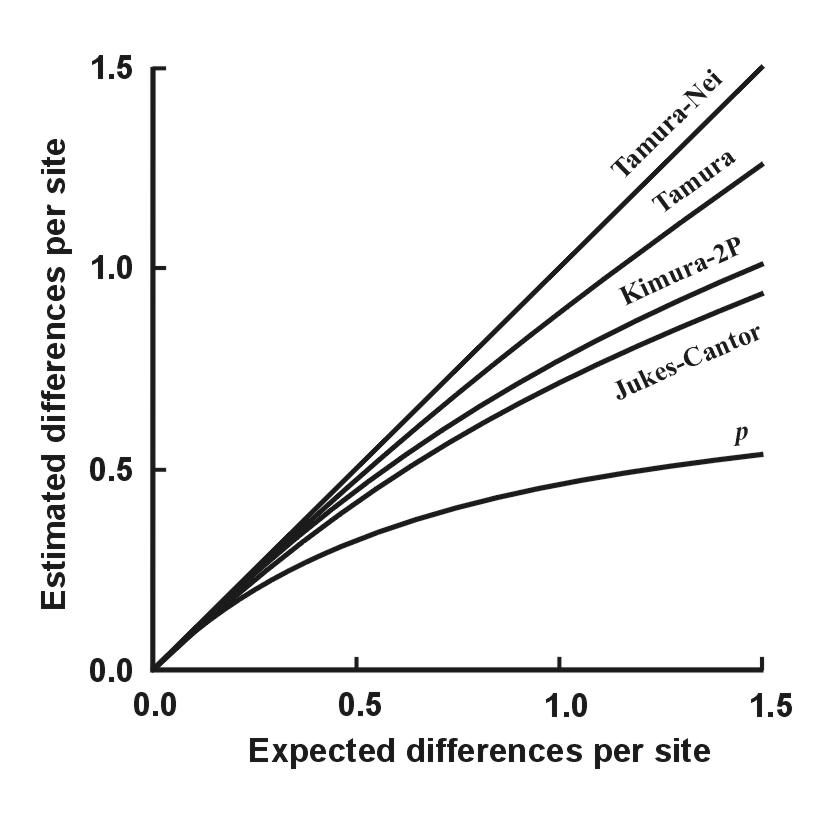 1.5
Tamura-Nei
Tamura
Kimura-2P
Jukes-Cantor
p
1.0
0.5
0.0
Estimated differences per site
0.0
0.5
1.0
1.5
Expected differences per site